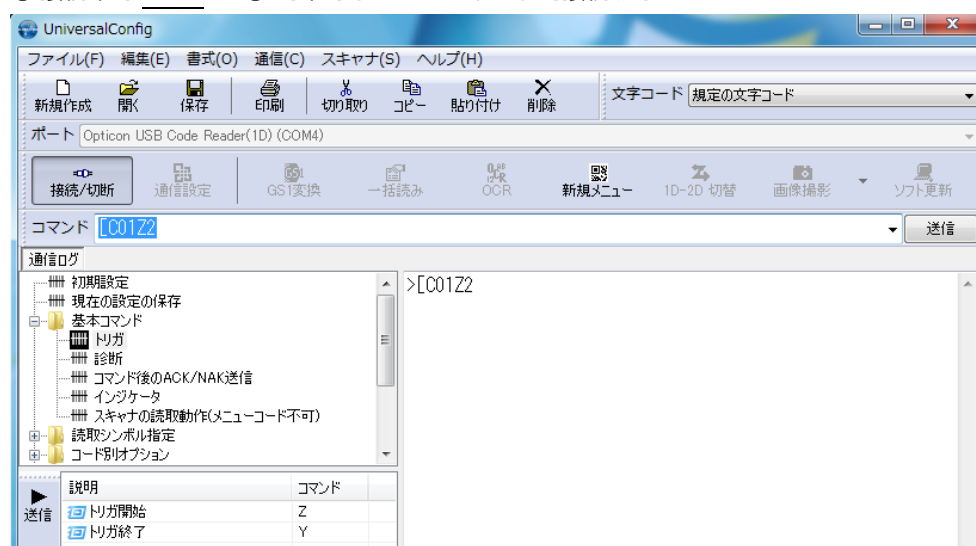 UniversalConfig
ファイル(F) 編集(E) 書式(O) 通信(C) スキャナ(S) ヘルプ(H)
新規作成 開く 保存 印刷 切り取り コピー 貼り付け 削除 文字コード 規定の文字コード
ポート Opticon USB Code Reader(1D) (COM4)
接続/切断 通信設定 GS1変換 一括読み OCR 新規メニュー 1D-2D 切替 画像撮影 ソフト更新
コマンド [C01Z2 送信
通信ログ
初期設定
現在の設定の保存
基本コマンド
トリガ
診断
コマンド後のACK/NAK送信
インジケータ
スキャナの読取動作(メニューコード不可)
読取シンボル指定
コード別オプション
>[C01Z2
送信
説明 コマンド
トリガ開始 Z
トリガ終了 Y